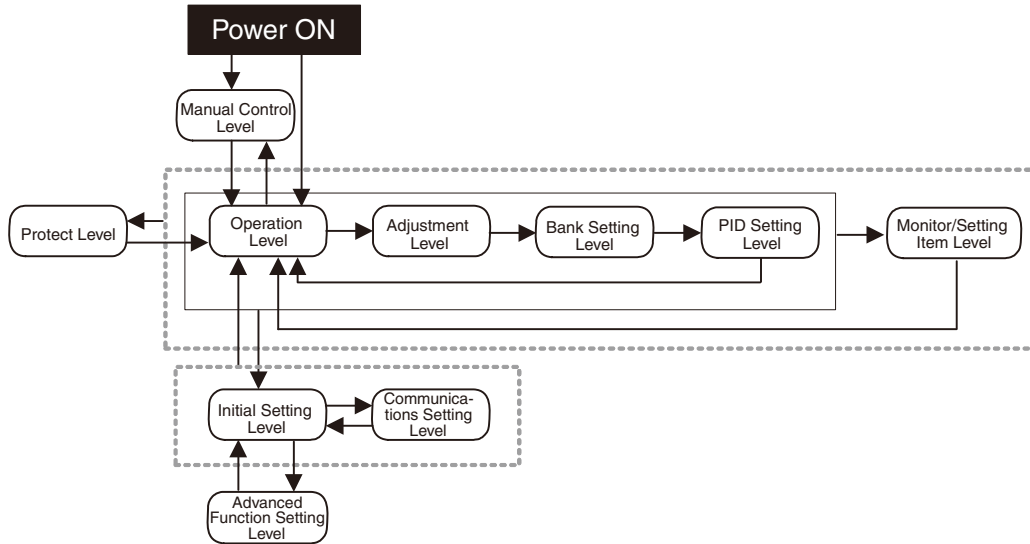 Power ON
Manual Control
Level
Protect Level
Operation
Level
Adjustment
Level
Bank Setting
Level
PID Setting
Level
Monitor/Setting
Item Level
Initial Setting
Level
Communica-
tions Setting
Level
Advanced
Function Setting
Level